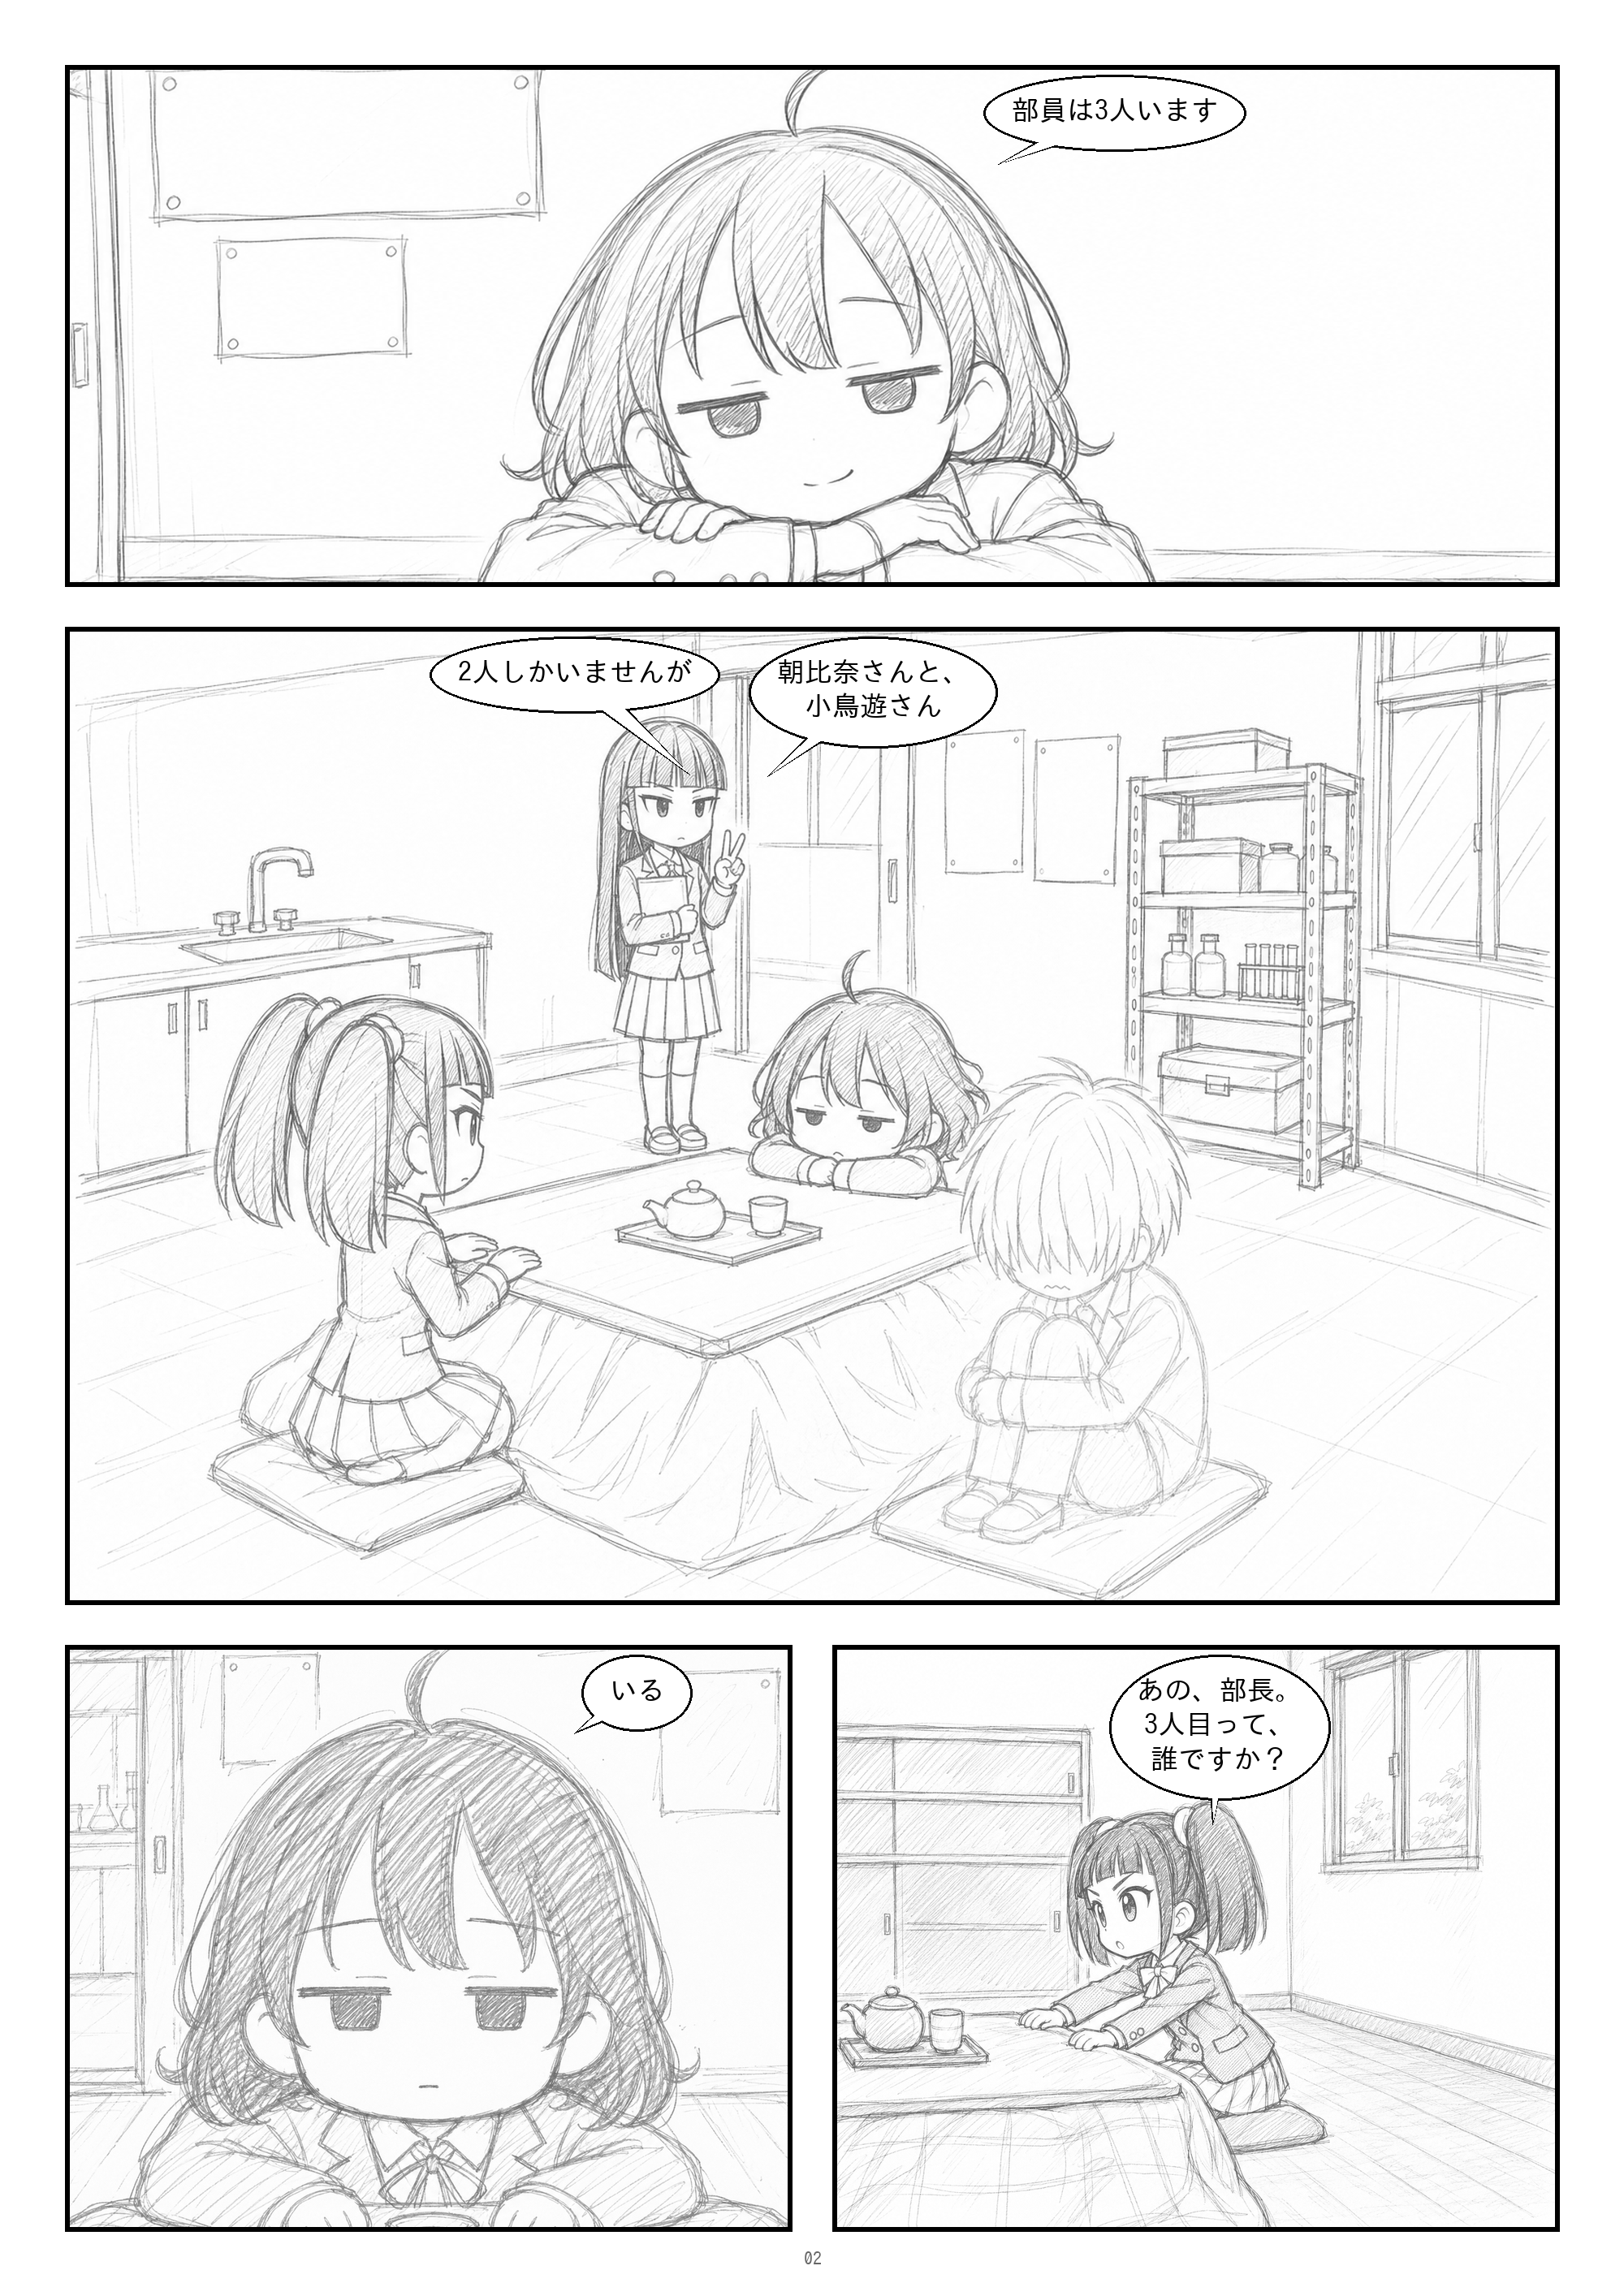 部員は3人います
朝比奈さんと、
小鳥遊さん
2人しかいませんが
あの、部長。
3人目って、
誰ですか？
いる
02